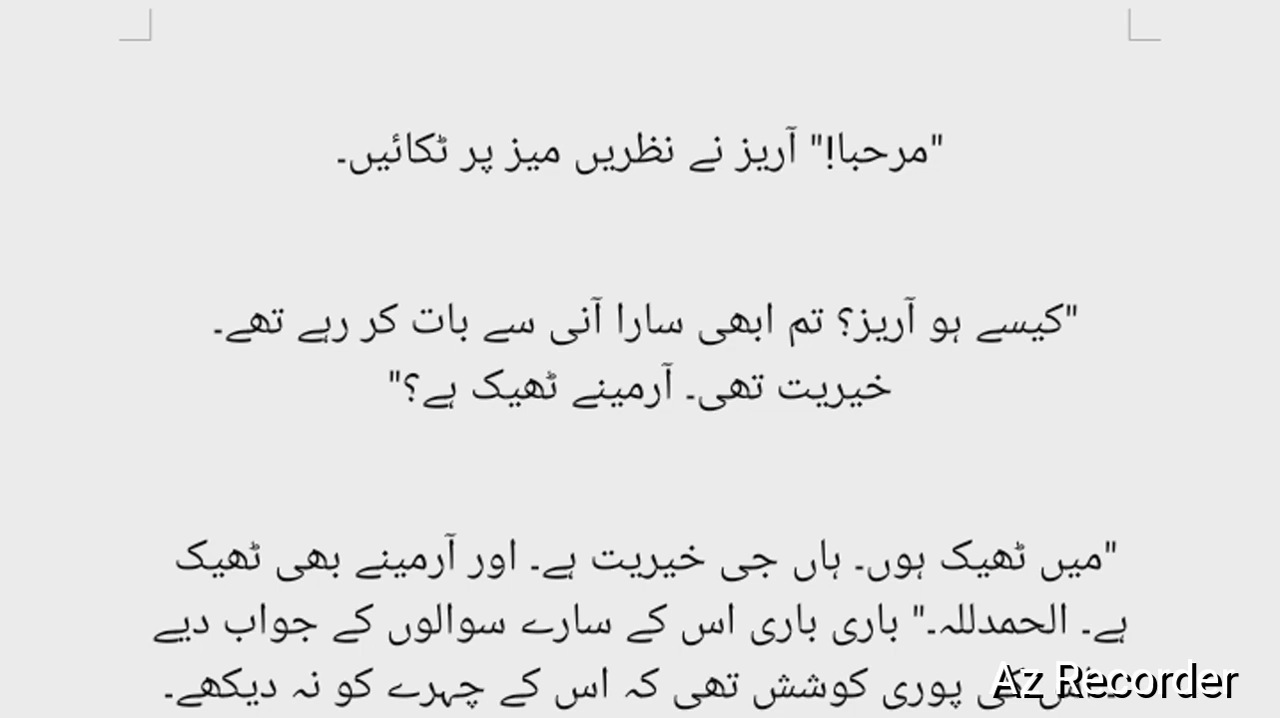 "مرحبا!" آریز نے نظریں میز پر ٹکائیں۔
"کیسے ہو آریز؟ تم ابھی سارا آنی سے بات کر رہے تھے۔
خیریت تھی۔ آرمینے ٹھیک ہے؟"
"میں ٹھیک ہوں۔ ہاں جی خیریت ہے۔ اور آرمینے بھی ٹھیک
ہے۔ الحمدللہ۔" باری باری اس کے سارے سوالوں کے جواب دیے
کی پوری کوشش تھی کہ اس کے چہرے کو نہ دیکھے۔
Az Recorder